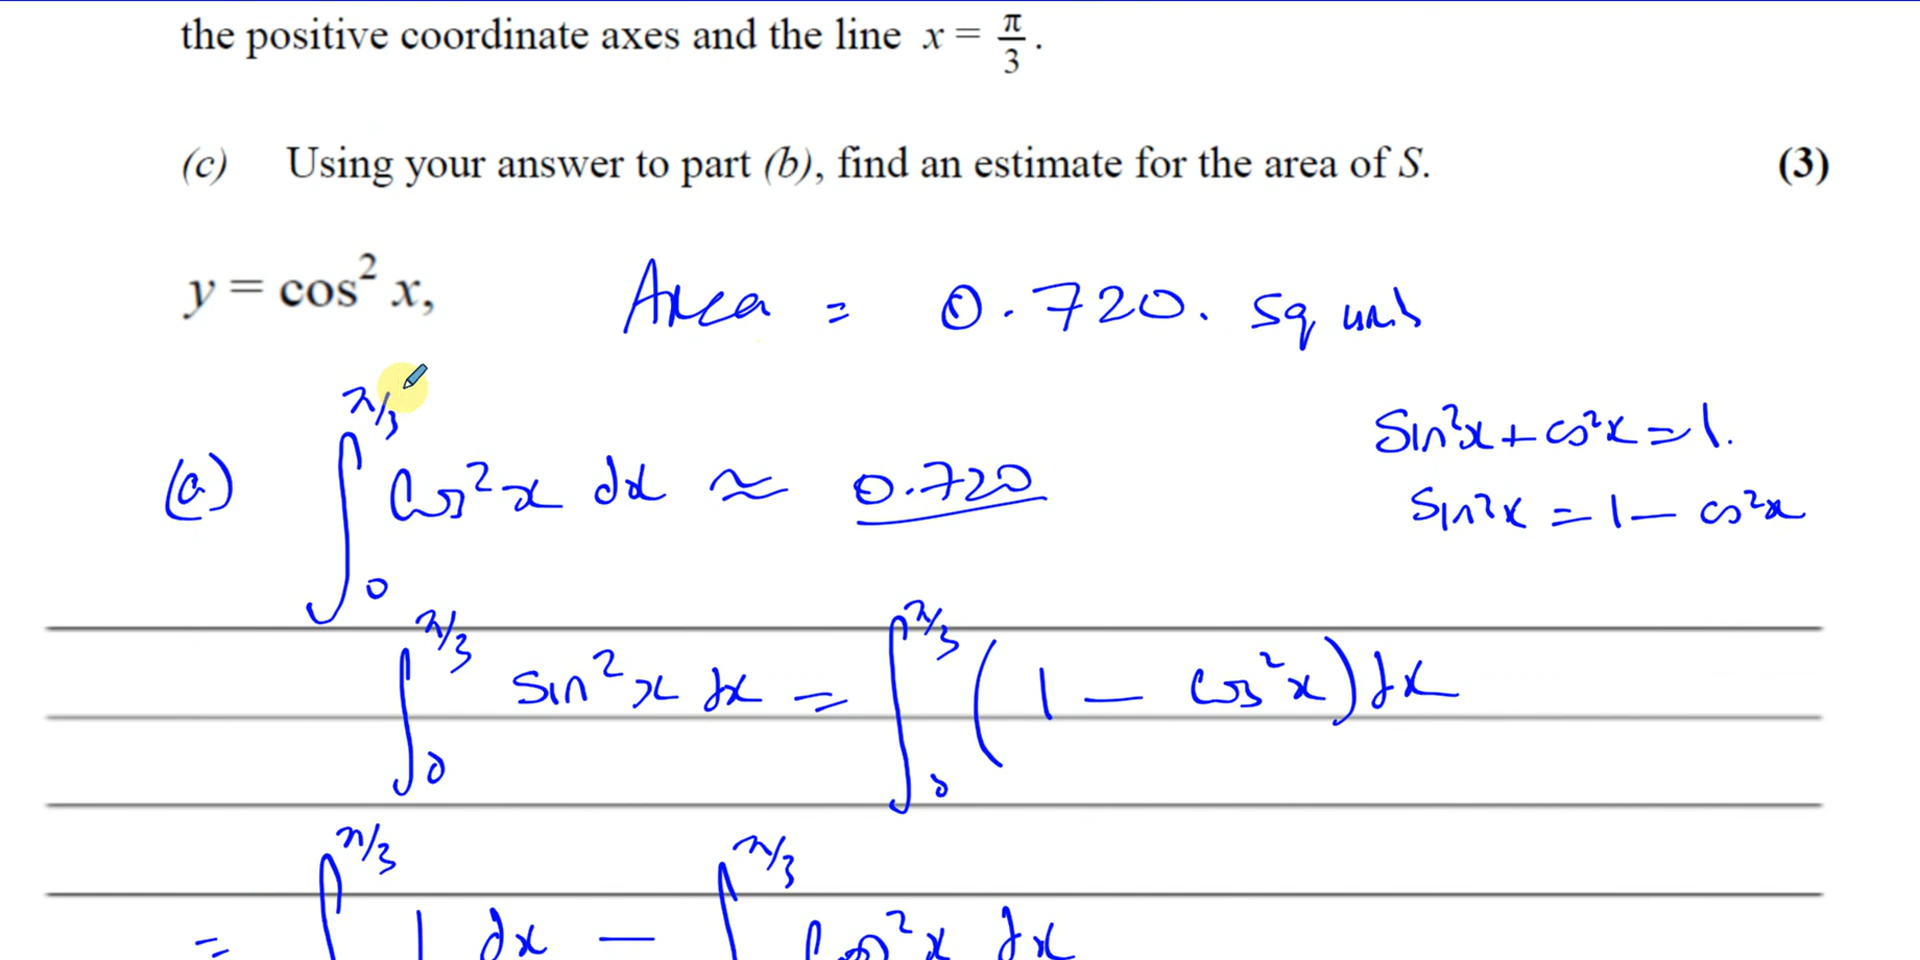 the positive coordinate axes and the line x = π/3 .
(c) Using your answer to part (b), find an estimate for the area of S. (3)
y = cos² x,
Area = 0.720. sq units
(c) ∫₀^(π/3) cos²x dx ≈ 0.720
sin²x + cos²x = 1.
sin²x = 1 − cos²x
∫₀^(π/3) sin²x dx = ∫₀^(π/3) (1 − cos²x) dx
= ∫^(π/3) 1 dx − ∫^(π/3) cos²x dx